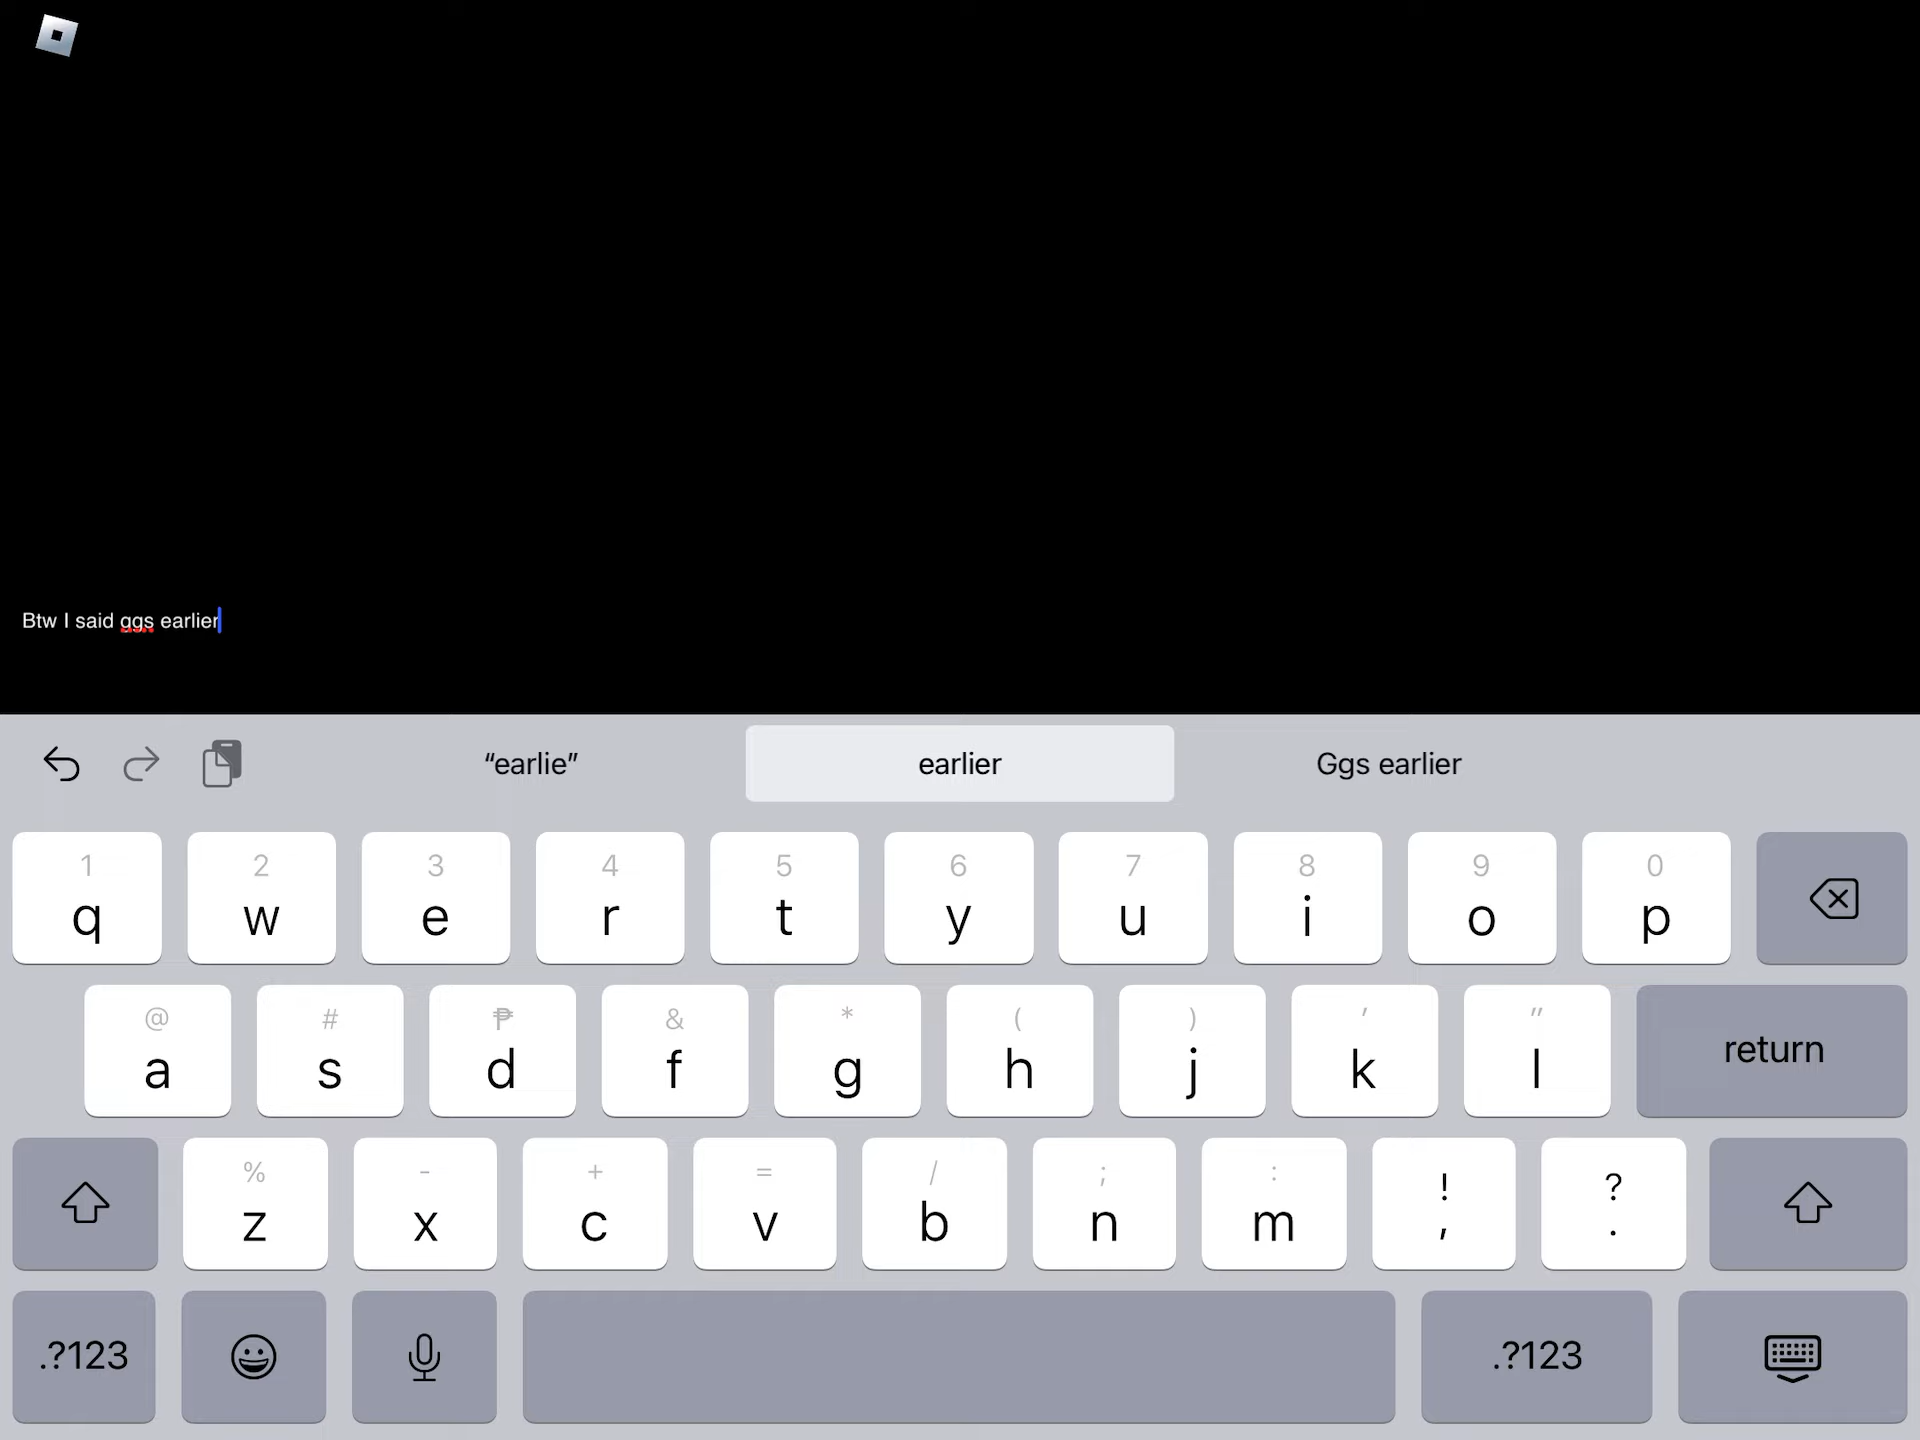 Btw I said ggs earlier
“earlie” earlier Ggs earlier
1 2 3 4 5 6 7 8 9 0
q w e r t y u i o p
@ # ₱ & * ( ) ′ ″
a s d f g h j k l return
% - + = / ; : ! ?
z x c v b n m , .
.?123 .?123